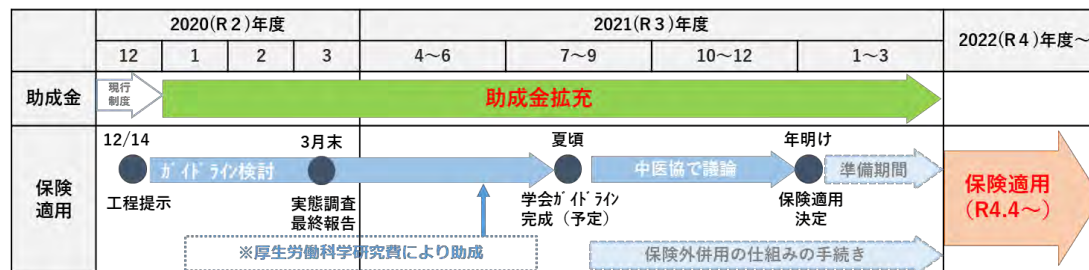 2020(R2)年度
2021(R3)年度
2022(R4)年度~
12
1
2
3
4~6
7~9
10~12
1~3
助成金
現行
制度
助成金拡充
保険
適用
12/14
3月末
夏頃
年明け
ガイドライン検討
中医協で議論
準備期間
工程提示
実態調査
最終報告
学会ガイドライン
完成(予定)
保険適用
決定
保険適用
(R4.4~)
※厚生労働科学研究費により助成
保険外併用の仕組みの手続き